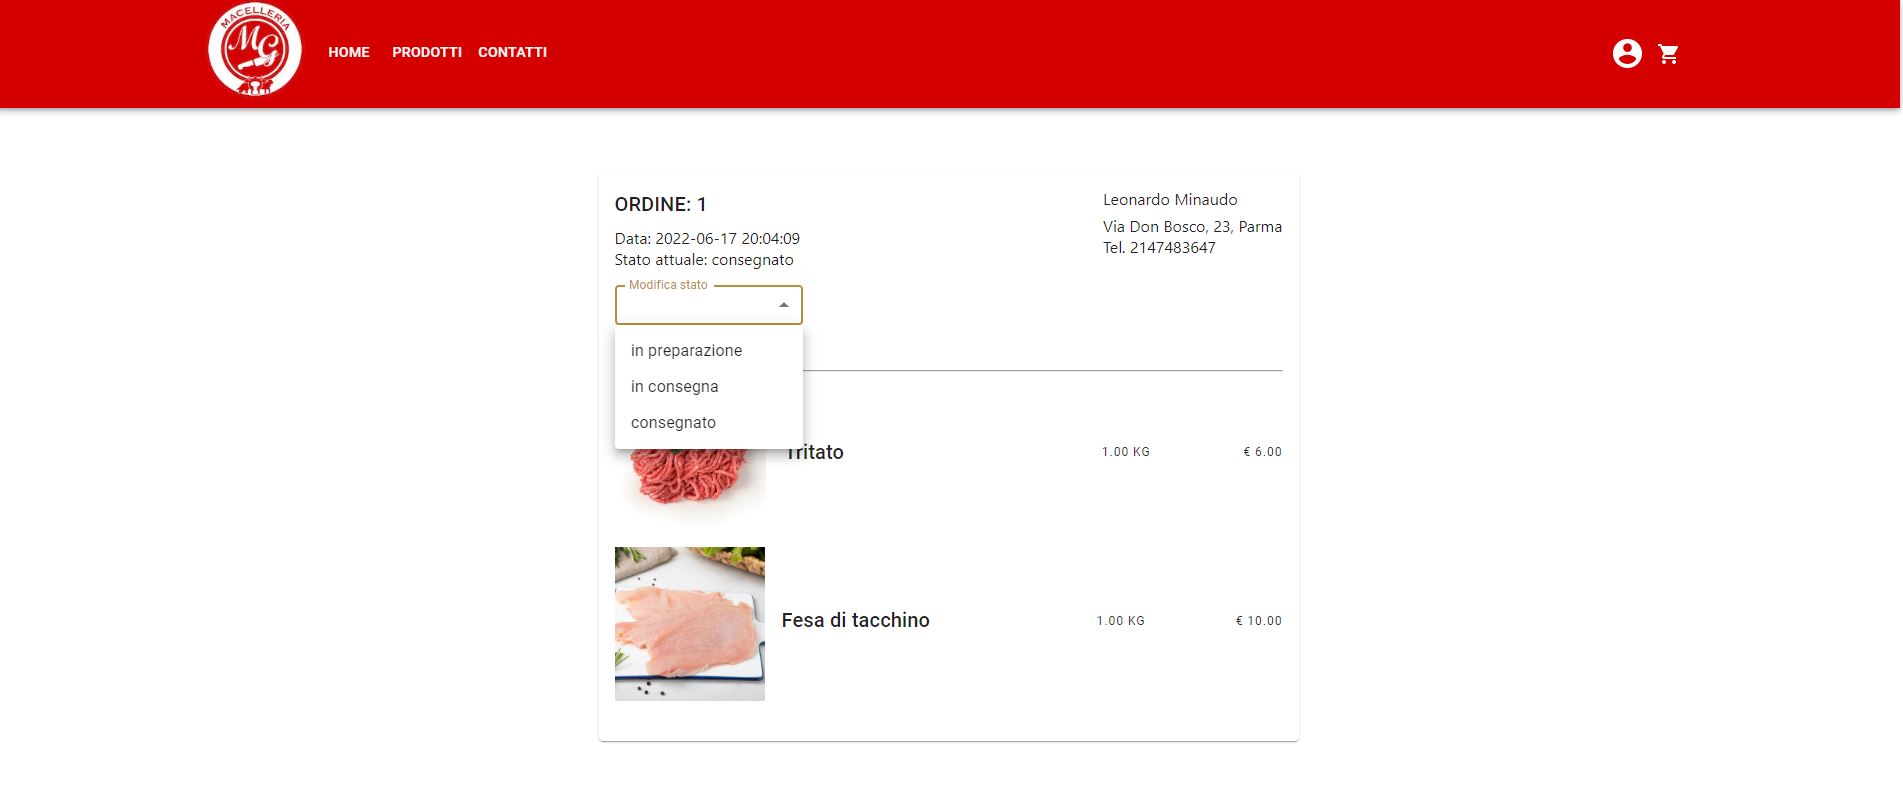 MACELLERIA
MG
HOME PRODOTTI CONTATTI
ORDINE: 1
Data: 2022-06-17 20:04:09
Stato attuale: consegnato
Leonardo Minaudo
Via Don Bosco, 23, Parma
Tel. 2147483647
Modifica stato
in preparazione
in consegna
consegnato
Tritato 1.00 KG € 6.00
Fesa di tacchino 1.00 KG € 10.00